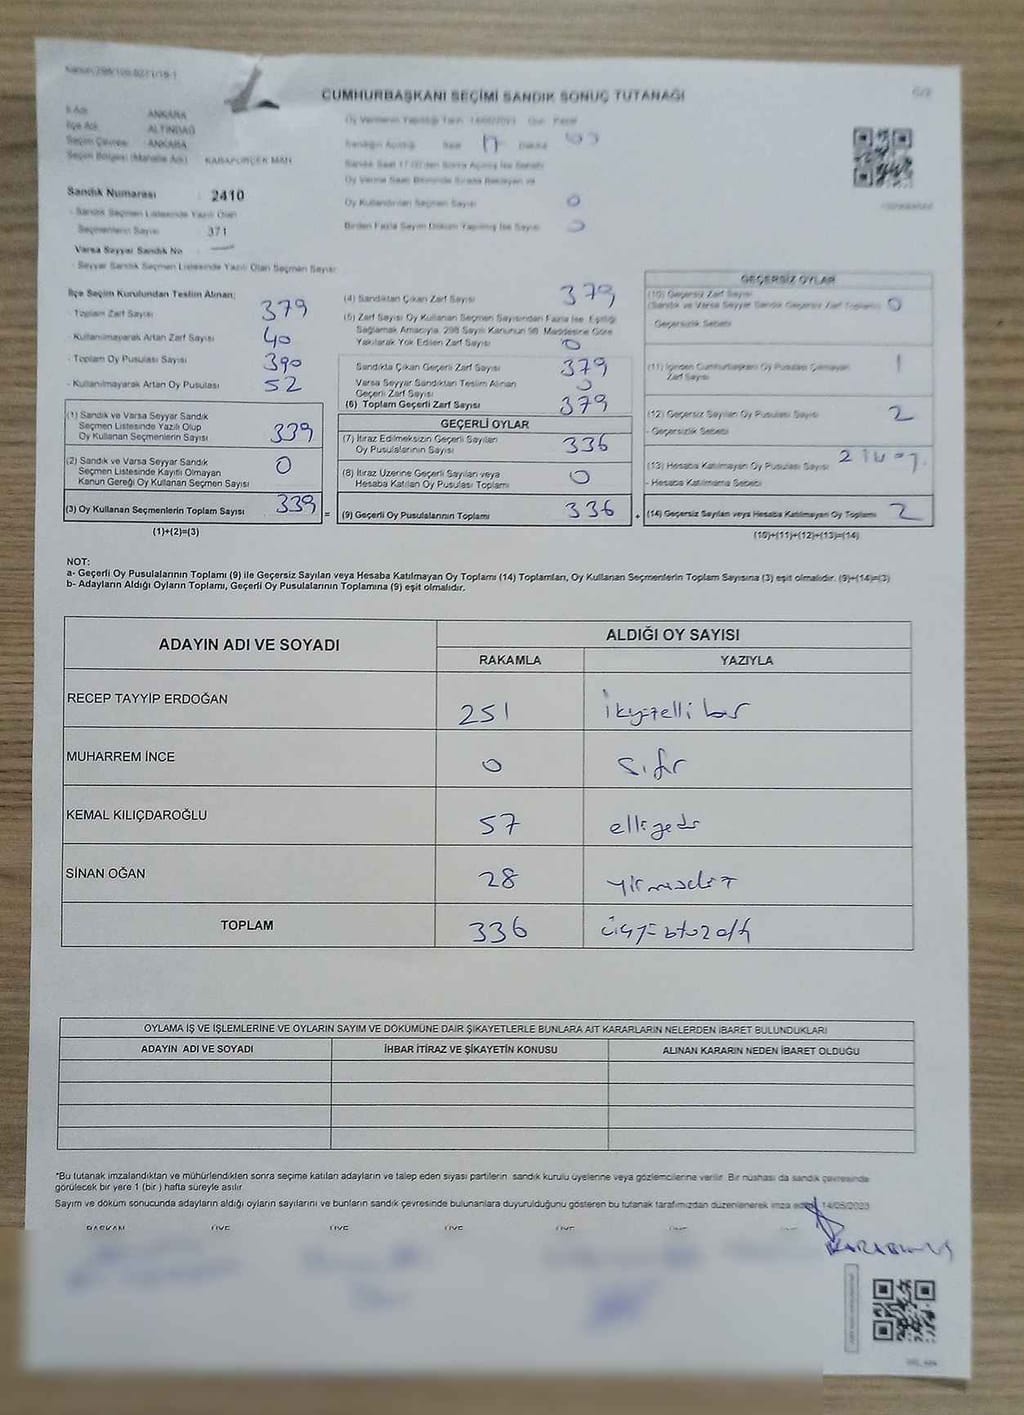 CUMHURBAŞKANI SEÇİMİ SANDIK SONUÇ TUTANAĞI
İl Adı ANKARA
İlçe Adı ALTINDAĞ
Seçim Çevresi ANKARA
Seçim Bölgesi (Mahalle Adı) KARAPÜRÇEK MAH.
Oy Vermenin Yapıldığı Tarih 14/05/2023 Gün Pazar
Sandığın Açıldığı Saat 17 Dakika
Sandık Numarası 2410
- Sandık Seçmen Listesinde Yazılı Olan
Seçmenlerin Sayısı 371
Varsa Seyyar Sandık No —
- Seyyar Sandık Seçmen Listesinde Yazılı Olan Seçmen Sayısı
Oy Kullandırılan Seçmen Sayısı 0
Birden Fazla Sayım Döküm Yapılmış İse Sayısı 0
İlçe Seçim Kurulundan Teslim Alınan;
- Toplam Zarf Sayısı 379
- Kullanılmayarak Artan Zarf Sayısı 40
- Toplam Oy Pusulası Sayısı 390
- Kullanılmayarak Artan Oy Pusulası 52
(1) Sandık ve Varsa Seyyar Sandık
Seçmen Listesinde Yazılı Olup
Oy Kullanan Seçmenlerin Sayısı 339
(2) Sandık ve Varsa Seyyar Sandık
Seçmen Listesinde Kayıtlı Olmayan
Kanun Gereği Oy Kullanan Seçmen Sayısı 0
(3) Oy Kullanan Seçmenlerin Toplam Sayısı 339 =
(1)+(2)=(3)
(4) Sandıktan Çıkan Zarf Sayısı 379
(5) Zarf Sayısı Oy Kullanan Seçmen Sayısından Fazla İse, Eşitliği
Sağlamak Amacıyla, 298 Sayılı Kanunun 98. Maddesine Göre
Yakılarak Yok Edilen Zarf Sayısı 0
Sandıkta Çıkan Geçerli Zarf Sayısı 379
Varsa Seyyar Sandıktan Teslim Alınan
Geçerli Zarf Sayısı 0
(6) Toplam Geçerli Zarf Sayısı 379
GEÇERLİ OYLAR
(7) İtiraz Edilmeksizin Geçerli Sayılan
Oy Pusulalarının Sayısı 336
(8) İtiraz Üzerine Geçerli Sayılan veya
Hesaba Katılan Oy Pusulası Toplamı 0
(9) Geçerli Oy Pusulalarının Toplamı 336 +
GEÇERSİZ OYLAR
(10) Geçersiz Zarf Sayısı
(Sandık ve Varsa Seyyar Sandık Geçersiz Zarf Toplamı) 0
- Geçersizlik Sebebi
(11) İçinden Cumhurbaşkanı Oy Pusulası Çıkmayan
Zarf Sayısı 1
(12) Geçersiz Sayılan Oy Pusulası Sayısı 2
- Geçersizlik Sebebi
(13) Hesaba Katılmayan Oy Pusulası Sayısı
- Hesaba Katılmama Sebebi
(14) Geçersiz Sayılan veya Hesaba Katılmayan Oy Toplamı 2
(10)+(11)+(12)+(13)=(14)
NOT:
a- Geçerli Oy Pusulalarının Toplamı (9) ile Geçersiz Sayılan veya Hesaba Katılmayan Oy Toplamı (14) Toplamları, Oy Kullanan Seçmenlerin Toplam Sayısına (3) eşit olmalıdır. (9)+(14)=(3)
b- Adayların Aldığı Oyların Toplamı, Geçerli Oy Pusulalarının Toplamına (9) eşit olmalıdır.
ADAYIN ADI VE SOYADI
ALDIĞI OY SAYISI
RAKAMLA YAZIYLA
RECEP TAYYİP ERDOĞAN 251 ikiyüzelli bir
MUHARREM İNCE 0 sıfır
KEMAL KILIÇDAROĞLU 57 elliyedi
SİNAN OĞAN 28 yirmisekiz
TOPLAM 336 üçyüzotuzaltı
OYLAMA İŞ VE İŞLEMLERİNE VE OYLARIN SAYIM VE DÖKÜMÜNE DAİR ŞİKAYETLERLE BUNLARA AİT KARARLARIN NELERDEN İBARET BULUNDUKLARI
ADAYIN ADI VE SOYADI İHBAR İTİRAZ VE ŞİKAYETİN KONUSU ALINAN KARARIN NEDEN İBARET OLDUĞU
*Bu tutanak imzalandıktan ve mühürlendikten sonra seçime katılan adayların ve talep eden siyasi partilerin sandık kurulu üyelerine veya gözlemcilerine verilir. Bir nüshası da sandık çevresinde
görülecek bir yere 1 (bir) hafta süreyle asılır.
Sayım ve döküm sonucunda adayların aldığı oyların sayılarını ve bunların sandık çevresinde bulunanlara duyurulduğunu gösteren bu tutanak tarafımızdan düzenlenerek imza edildi. 14/05/2023
BAŞKAN ÜYE ÜYE ÜYE ÜYE ÜYE ÜYE